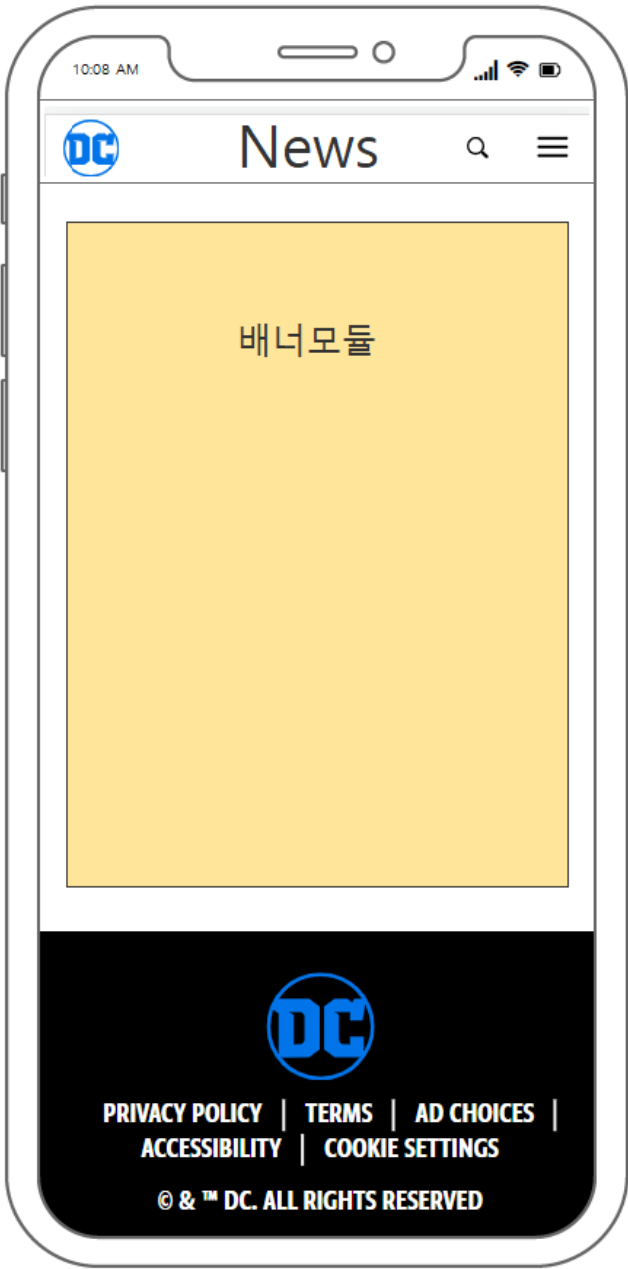 10:08 AM
DC News
배너모듈
DC
PRIVACY POLICY | TERMS | AD CHOICES |
ACCESSIBILITY | COOKIE SETTINGS
© & ™ DC. ALL RIGHTS RESERVED